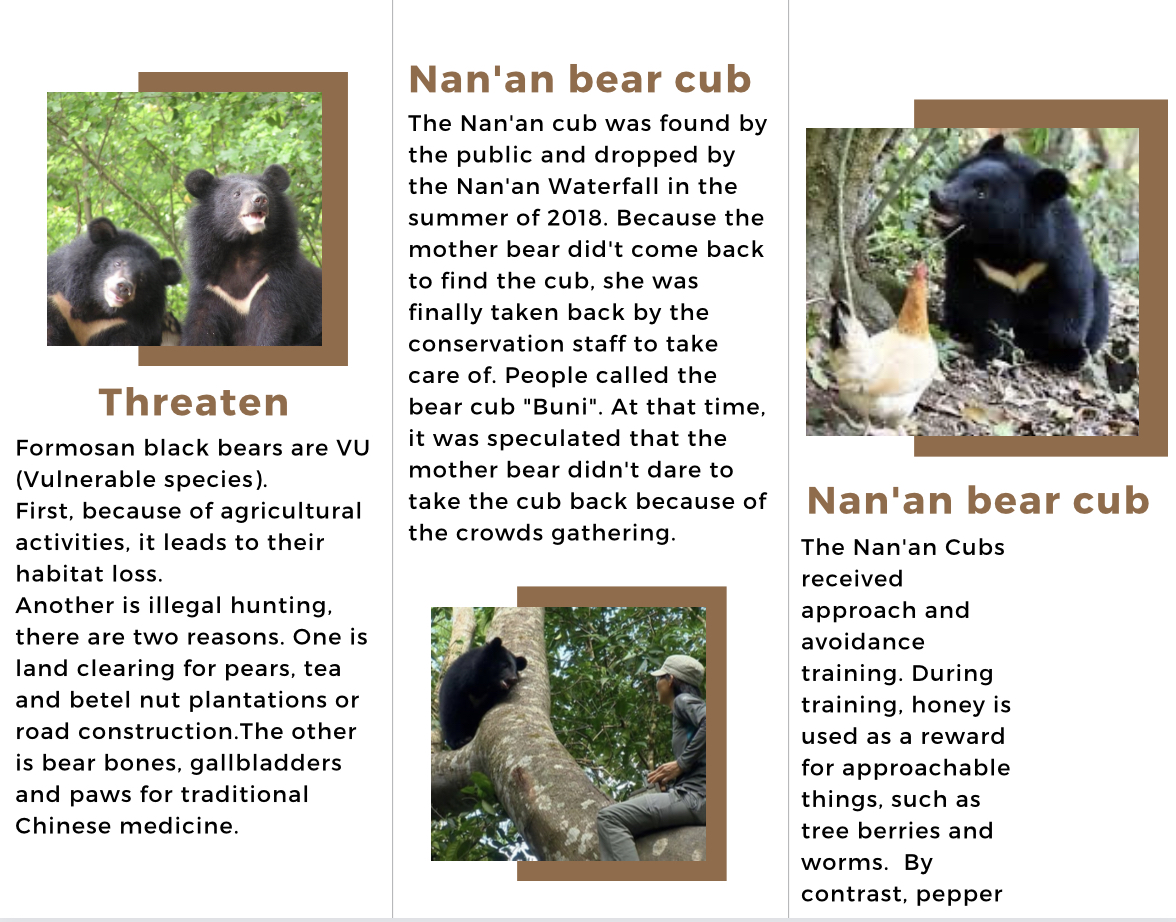 Threaten
Formosan black bears are VU
(Vulnerable species).
First, because of agricultural
activities, it leads to their
habitat loss.
Another is illegal hunting,
there are two reasons. One is
land clearing for pears, tea
and betel nut plantations or
road construction.The other
is bear bones, gallbladders
and paws for traditional
Chinese medicine.
Nan'an bear cub
The Nan'an cub was found by
the public and dropped by
the Nan'an Waterfall in the
summer of 2018. Because the
mother bear did't come back
to find the cub, she was
finally taken back by the
conservation staff to take
care of. People called the
bear cub "Buni". At that time,
it was speculated that the
mother bear didn't dare to
take the cub back because of
the crowds gathering.
Nan'an bear cub
The Nan'an Cubs
received
approach and
avoidance
training. During
training, honey is
used as a reward
for approachable
things, such as
tree berries and
worms.  By
contrast, pepper